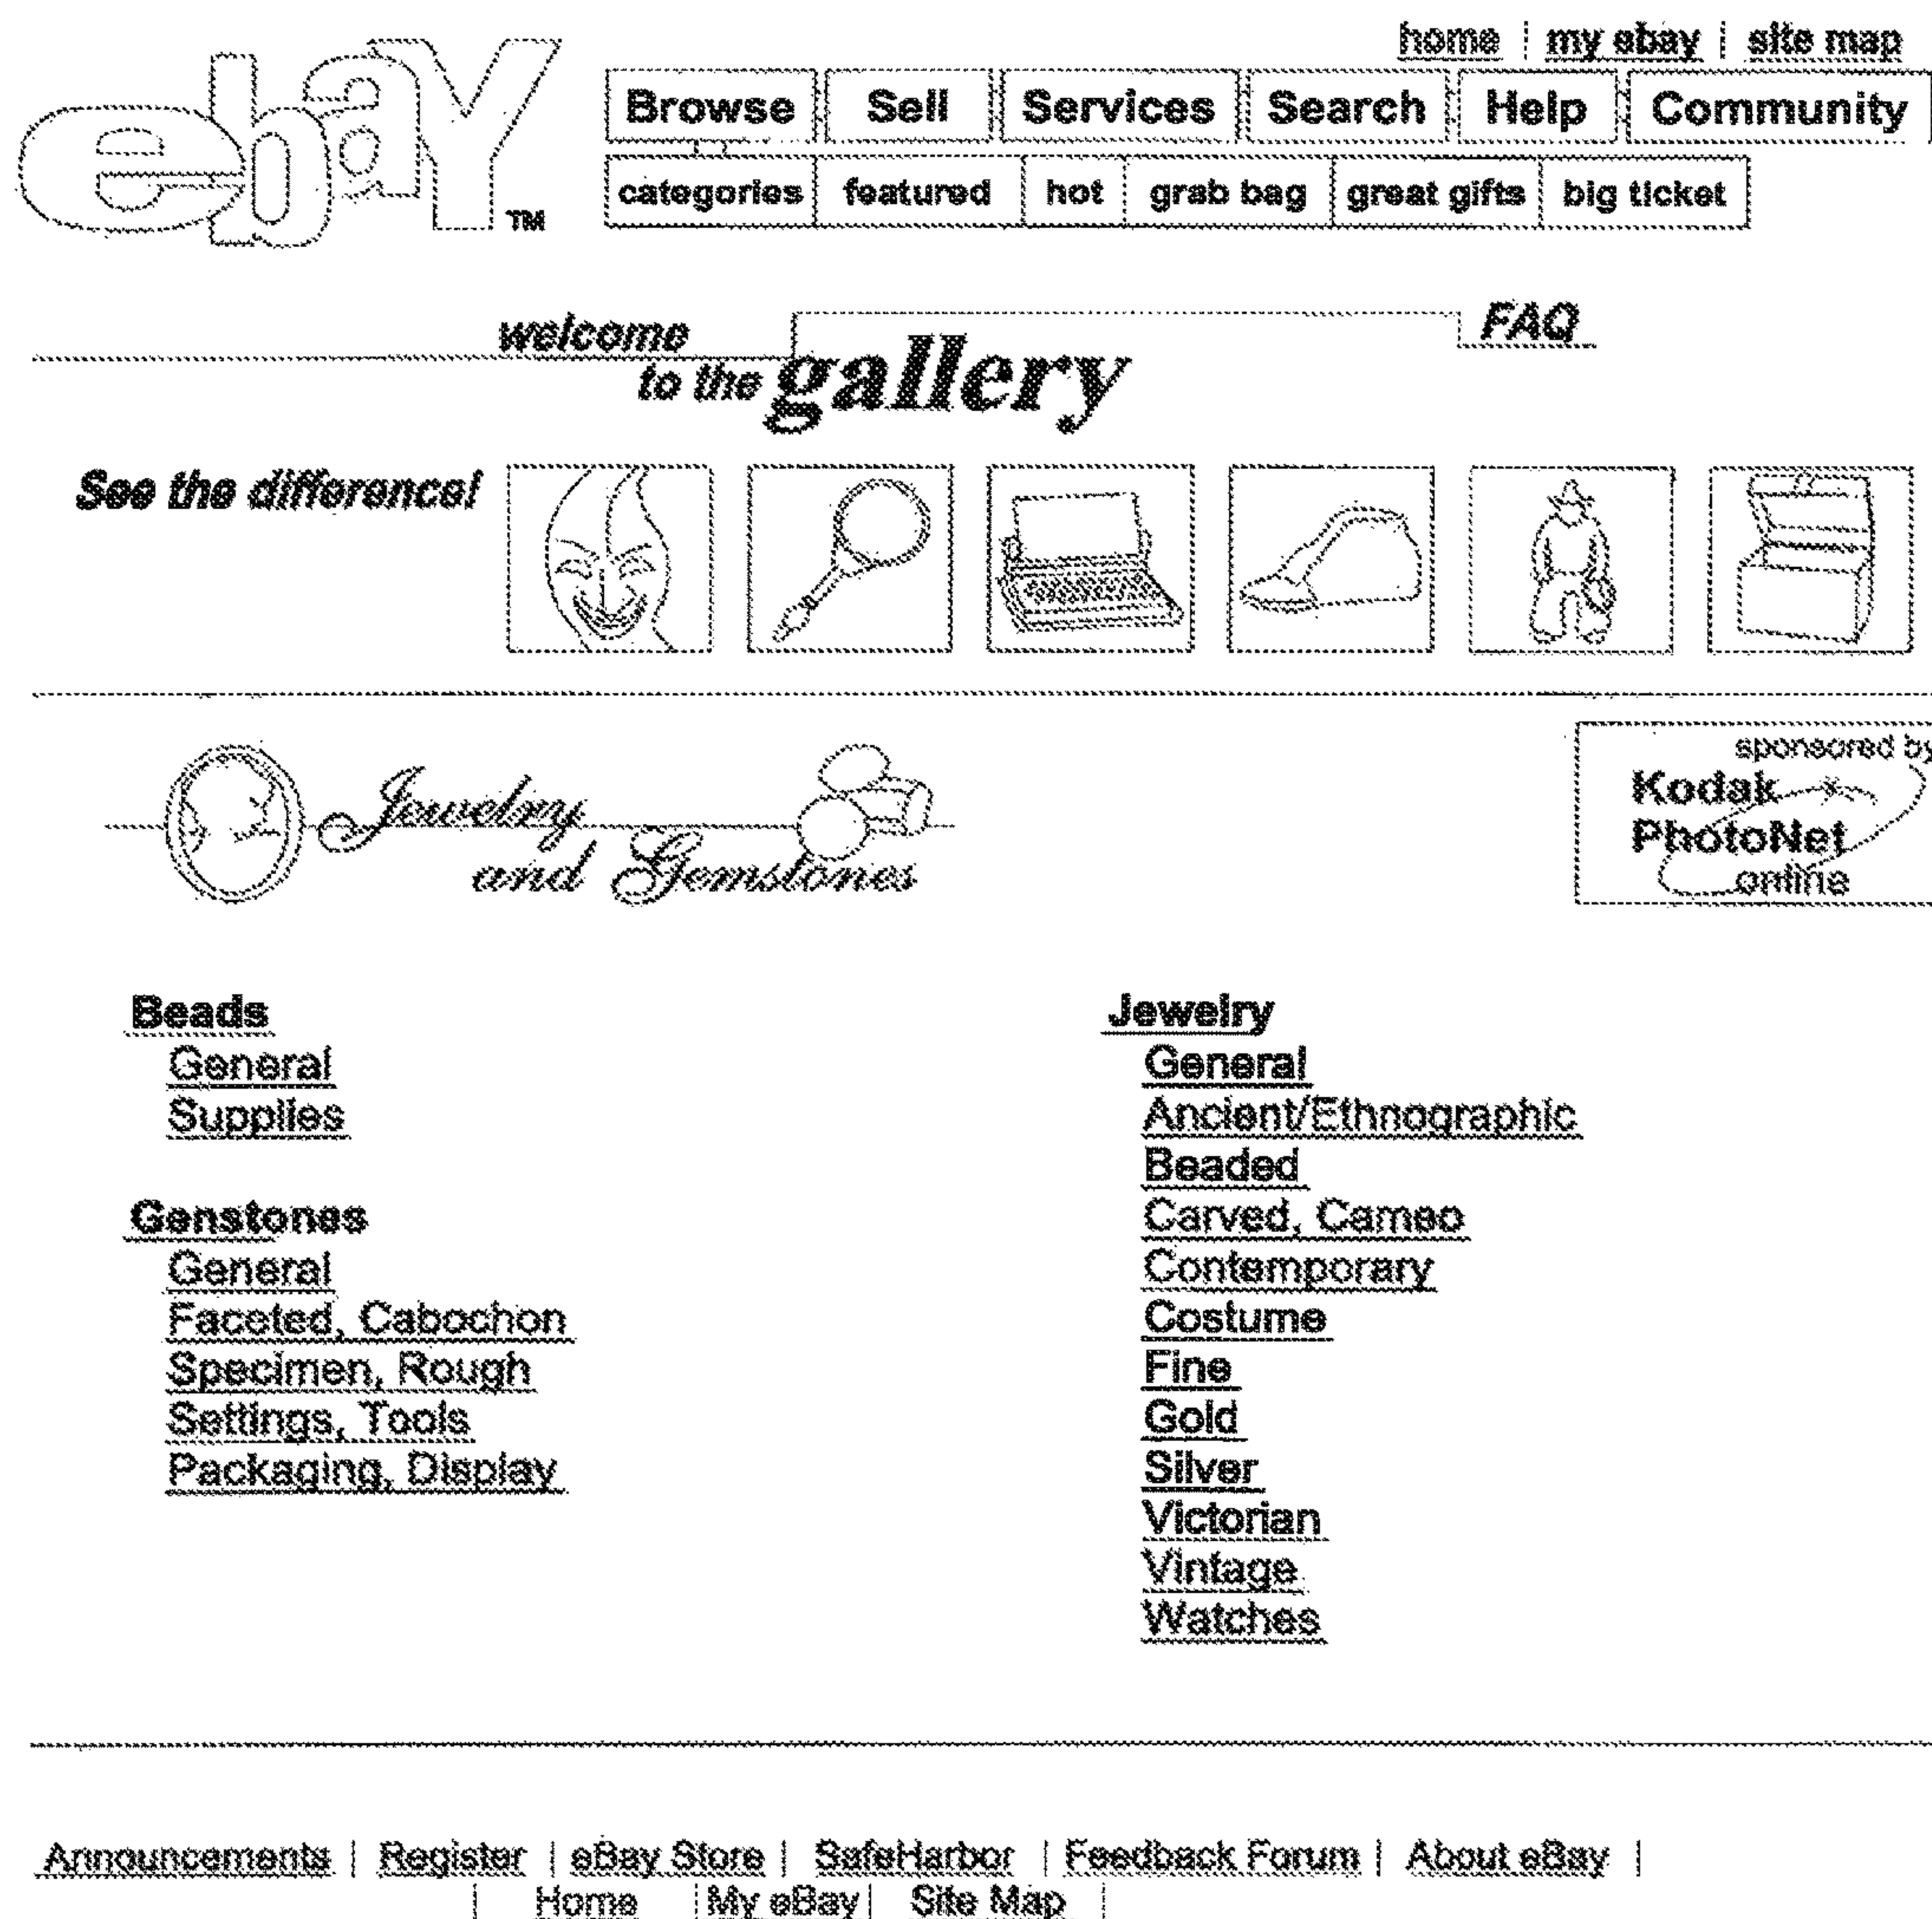 home | my ebay | site map
ebaY™
Browse Sell Services Search Help Community
categories featured hot grab bag great gifts big ticket
welcome
to the gallery
FAQ
See the difference!
Jewelry
and Gemstones
sponsored by
Kodak
PhotoNet
online
Beads
General
Supplies
Genstones
General
Faceted, Cabochon
Specimen, Rough
Settings, Tools
Packaging, Display
Jewelry
General
Ancient/Ethnographic
Beaded
Carved, Cameo
Contemporary
Costume
Fine
Gold
Silver
Victorian
Vintage
Watches
Announcements | Register | eBay Store | SafeHarbor | Feedback Forum | About eBay |
| Home | My eBay | Site Map |